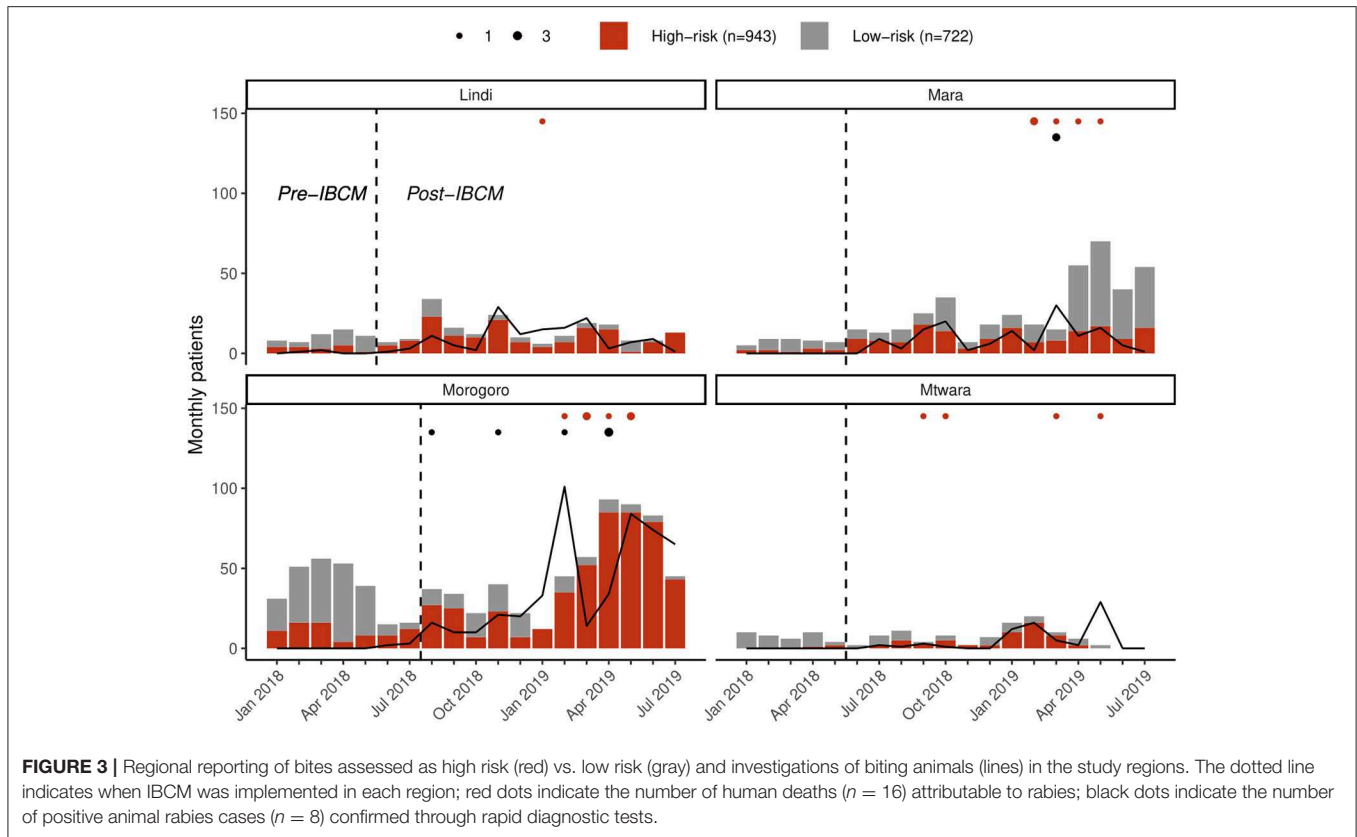 1 3 High−risk (n=943) Low−risk (n=722)
Lindi Mara
150
100
50
0
Pre−IBCM Post−IBCM
Morogoro Mtwara
150
100
50
0
Monthly patients
Jan 2018 Apr 2018 Jul 2018 Oct 2018 Jan 2019 Apr 2019 Jul 2019 Jan 2018 Apr 2018 Jul 2018 Oct 2018 Jan 2019 Apr 2019 Jul 2019
FIGURE 3 | Regional reporting of bites assessed as high risk (red) vs. low risk (gray) and investigations of biting animals (lines) in the study regions. The dotted line
indicates when IBCM was implemented in each region; red dots indicate the number of human deaths (n = 16) attributable to rabies; black dots indicate the number
of positive animal rabies cases (n = 8) confirmed through rapid diagnostic tests.